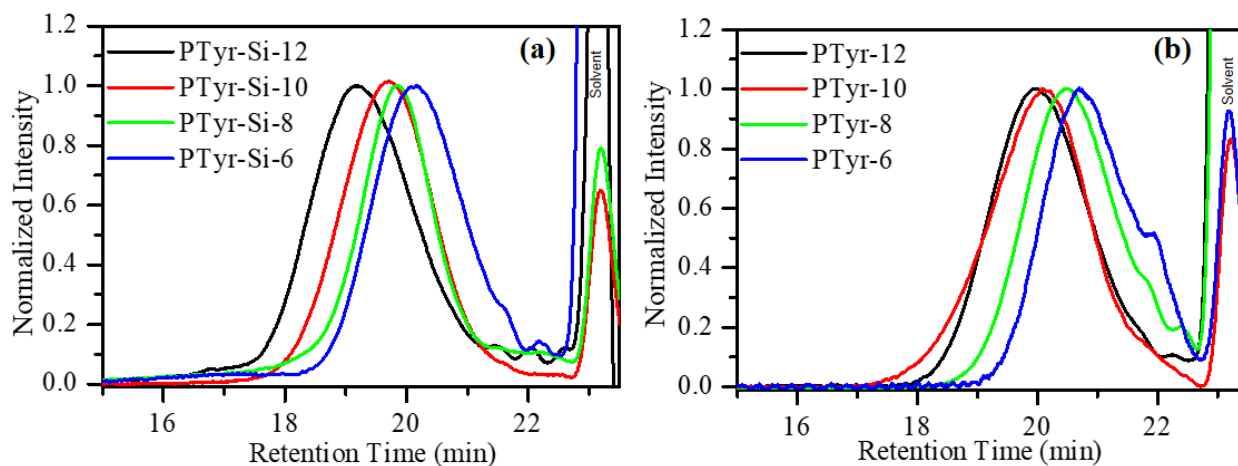 (a)
PTyr-Si-12
PTyr-Si-10
PTyr-Si-8
PTyr-Si-6
Solvent
Normalized Intensity
1.2
1.0
0.8
0.6
0.4
0.2
0.0
16 18 20 22
Retention Time (min)
(b)
PTyr-12
PTyr-10
PTyr-8
PTyr-6
Solvent
Normalized Intensity
1.2
1.0
0.8
0.6
0.4
0.2
0.0
16 18 20 22
Retention Time (min)